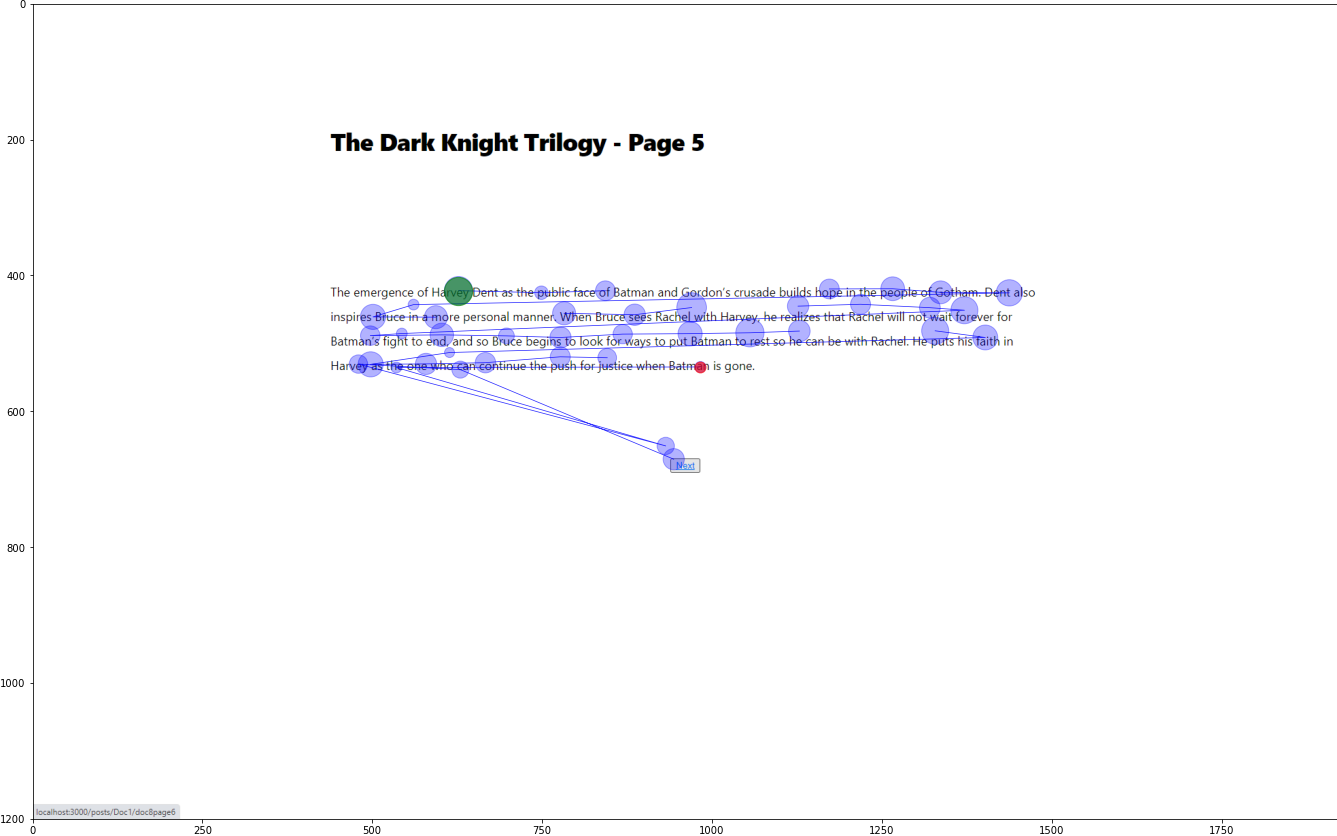 0
200
The Dark Knight Trilogy - Page 5
400
The emergence of Harvey Dent as the public face of Batman and Gordon's crusade builds hope in the people of Gotham. Dent also
inspires Bruce in a more personal manner. When Bruce sees Rachel with Harvey, he realizes that Rachel will not wait forever for
Batman's fight to end, and so Bruce begins to look for ways to put Batman to rest so he can be with Rachel. He puts his faith in
Harvey as the one who can continue the push for justice when Batman is gone.
600
Next
800
1000
localhost:3000/posts/Doc1/doc8page6
1200
0 250 500 750 1000 1250 1500 1750